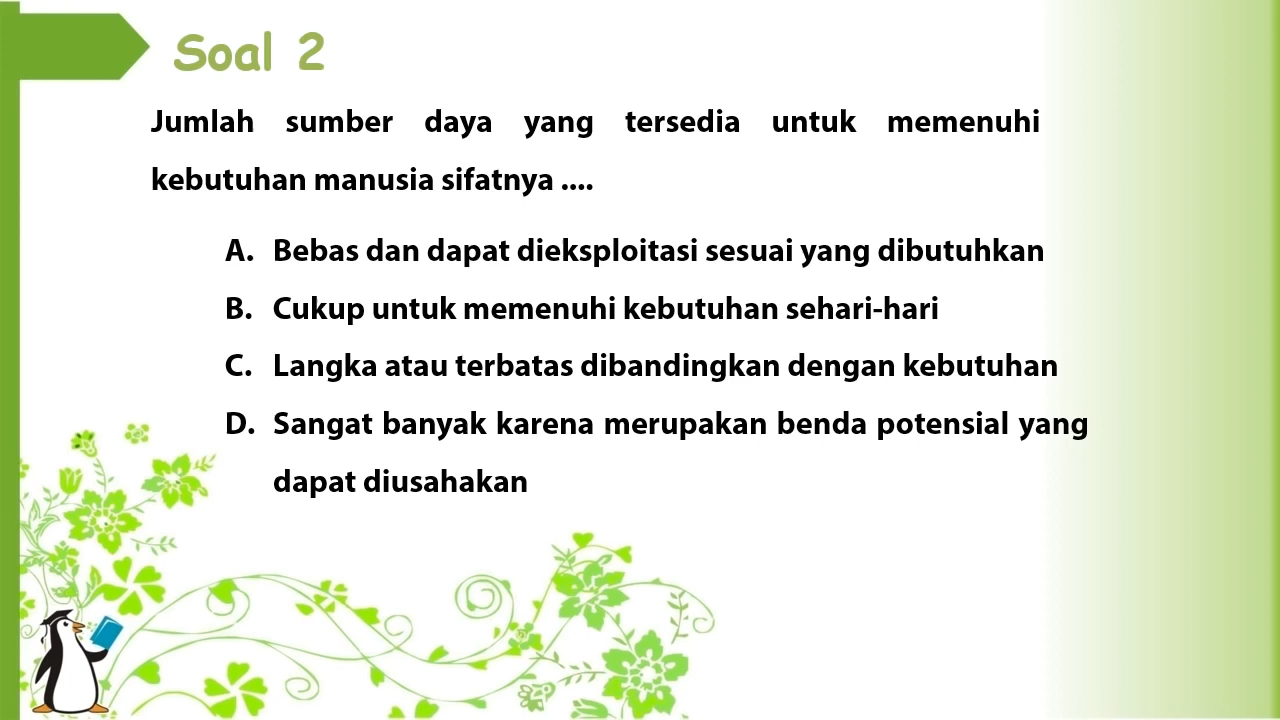 Soal 2
Jumlah sumber daya yang tersedia untuk memenuhi
kebutuhan manusia sifatnya ....
A. Bebas dan dapat dieksploitasi sesuai yang dibutuhkan
B. Cukup untuk memenuhi kebutuhan sehari-hari
C. Langka atau terbatas dibandingkan dengan kebutuhan
D. Sangat banyak karena merupakan benda potensial yang
dapat diusahakan